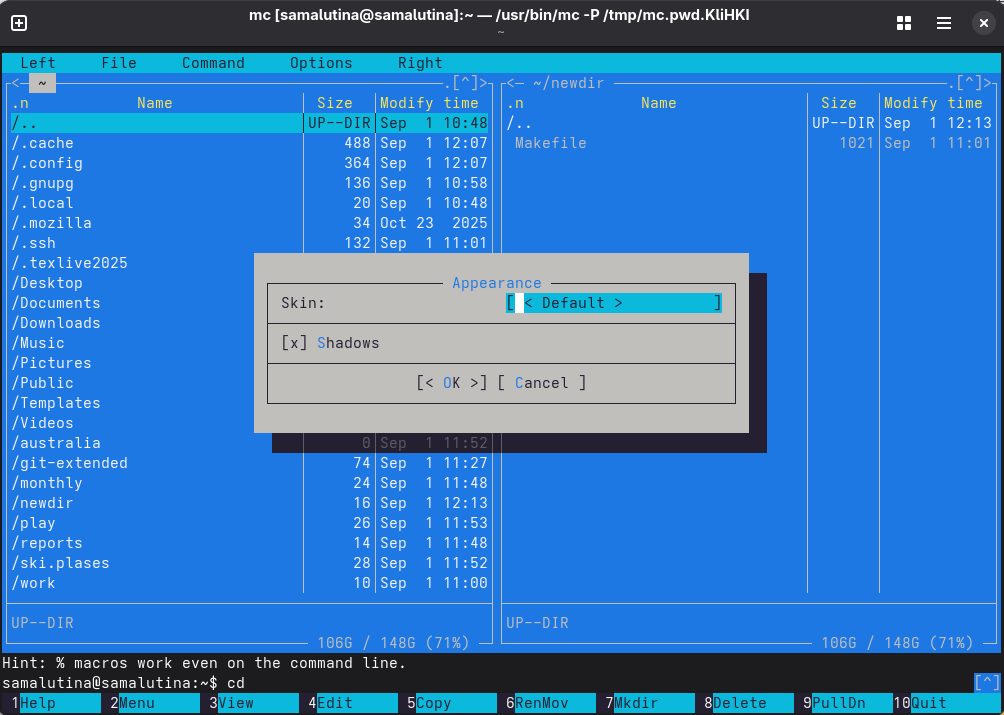 mc [samalutina@samalutina]:~ — /usr/bin/mc -P /tmp/mc.pwd.KliHKI
~
Left File Command Options Right
<─ ~ .[^]> <─ ~/newdir .[^]>
.n Name Size Modify time .n Name Size Modify time
/.. UP--DIR Sep 1 10:48 /.. UP--DIR Sep 1 12:13
/.cache 488 Sep 1 12:07 Makefile 1021 Sep 1 11:01
/.config 364 Sep 1 12:07
/.gnupg 136 Sep 1 10:58
/.local 20 Sep 1 10:48
/.mozilla 34 Oct 23 2025
/.ssh 132 Sep 1 11:01
/.texlive2025
/Desktop
/Documents
/Downloads
/Music
/Pictures
/Public
/Templates
/Videos
/australia 0 Sep 1 11:52
/git-extended 74 Sep 1 11:27
/monthly 24 Sep 1 11:48
/newdir 16 Sep 1 12:13
/play 26 Sep 1 11:53
/reports 14 Sep 1 11:48
/ski.plases 28 Sep 1 11:52
/work 10 Sep 1 11:00
Appearance
Skin: [ < Default > ]
[x] Shadows
[< OK >] [ Cancel ]
UP--DIR UP--DIR
106G / 148G (71%) 106G / 148G (71%)
Hint: % macros work even on the command line.
samalutina@samalutina:~$ cd [^]
1Help 2Menu 3View 4Edit 5Copy 6RenMov 7Mkdir 8Delete 9PullDn 10Quit